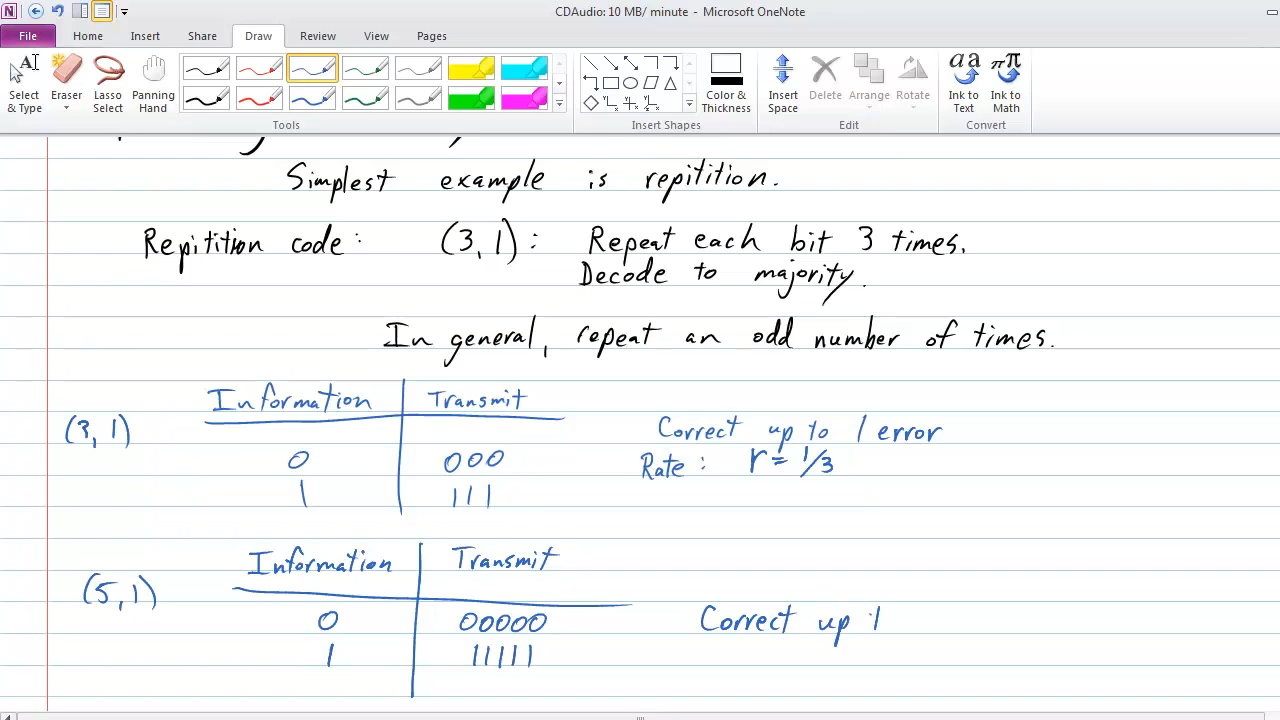 CDAudio: 10 MB/ minute - Microsoft OneNote
File Home Insert Share Draw Review View Pages
Select & Type Eraser Lasso Select Panning Hand Color & Thickness Insert Space Delete Arrange Rotate Ink to Text Ink to Math
Tools Insert Shapes Edit Convert
Simplest example is repitition.
Repitition code: (3, 1): Repeat each bit 3 times.
Decode to majority.
In general, repeat an odd number of times.
Information Transmit
(3, 1) Correct up to 1 error
0 000 Rate: r = 1/3
1 111
Information Transmit
(5, 1)
0 00000 Correct up
1 11111